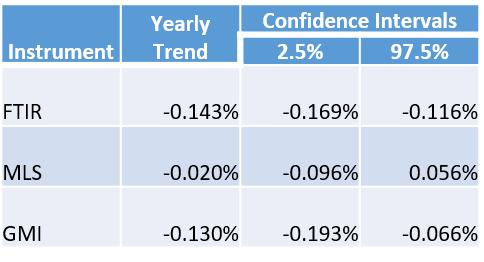 Instrument Yearly Trend Confidence Intervals
2.5% 97.5%
FTIR -0.143% -0.169% -0.116%
MLS -0.020% -0.096% 0.056%
GMI -0.130% -0.193% -0.066%